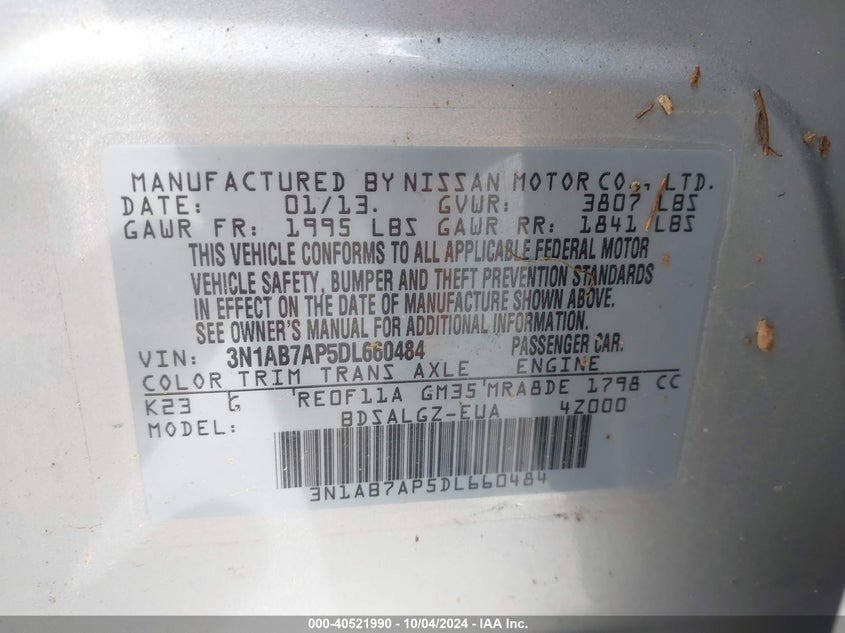 MANUFACTURED BY NISSAN MOTOR CO., LTD.
DATE: 01/13. GVWR: 3807 LBS
GAWR FR: 1995 LBS GAWR RR: 1841 LBS
THIS VEHICLE CONFORMS TO ALL APPLICABLE FEDERAL MOTOR
VEHICLE SAFETY, BUMPER AND THEFT PREVENTION STANDARDS
IN EFFECT ON THE DATE OF MANUFACTURE SHOWN ABOVE.
SEE OWNER'S MANUAL FOR ADDITIONAL INFORMATION.
VIN: 3N1AB7AP5DL660484 PASSENGER CAR.
COLOR TRIM TRANS AXLE ENGINE
K23 G RE0F11A GM35 MRA8DE 1798 CC
MODEL: BDSALGZ-EUA 4Z000
3N1AB7AP5DL660484
000-40521990 - 10/04/2024 - IAA Inc.